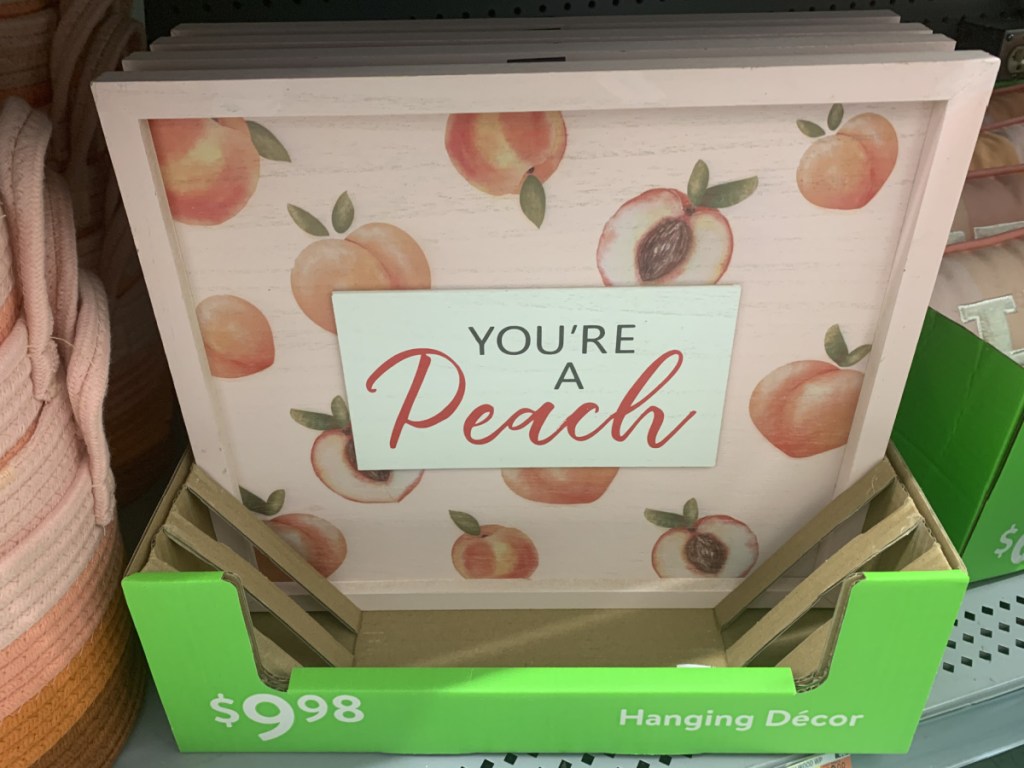 YOU'RE
A
Peach
$9.98
Hanging Décor